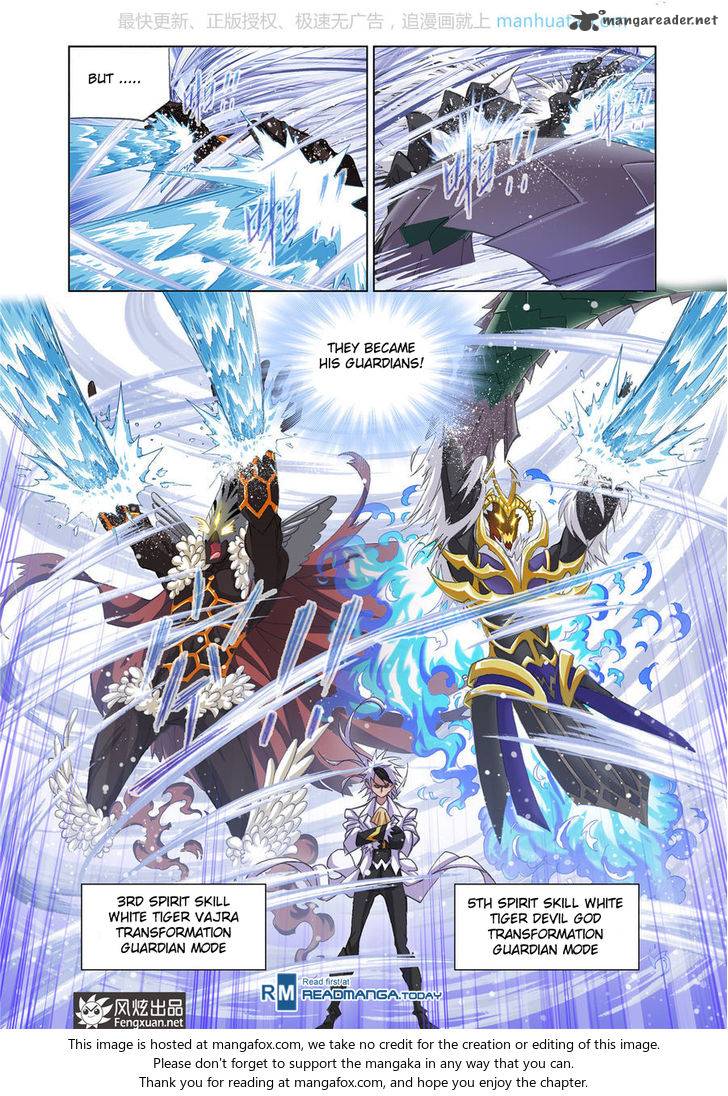 最快更新、正版授权、极速无广告，追漫画就上 manhuata
mangareader.net
BUT .....
THEY BECAME
HIS GUARDIANS!
3RD SPIRIT SKILL
WHITE TIGER VAJRA
TRANSFORMATION
GUARDIAN MODE
5TH SPIRIT SKILL WHITE
TIGER DEVIL GOD
TRANSFORMATION
GUARDIAN MODE
Read first at
RM READMANGA.TODAY
风炫出品
Fengxuan.net
This image is hosted at mangafox.com, we take no credit for the creation or editing of this image.
Please don't forget to support the mangaka in any way that you can.
Thank you for reading at mangafox.com, and hope you enjoy the chapter.